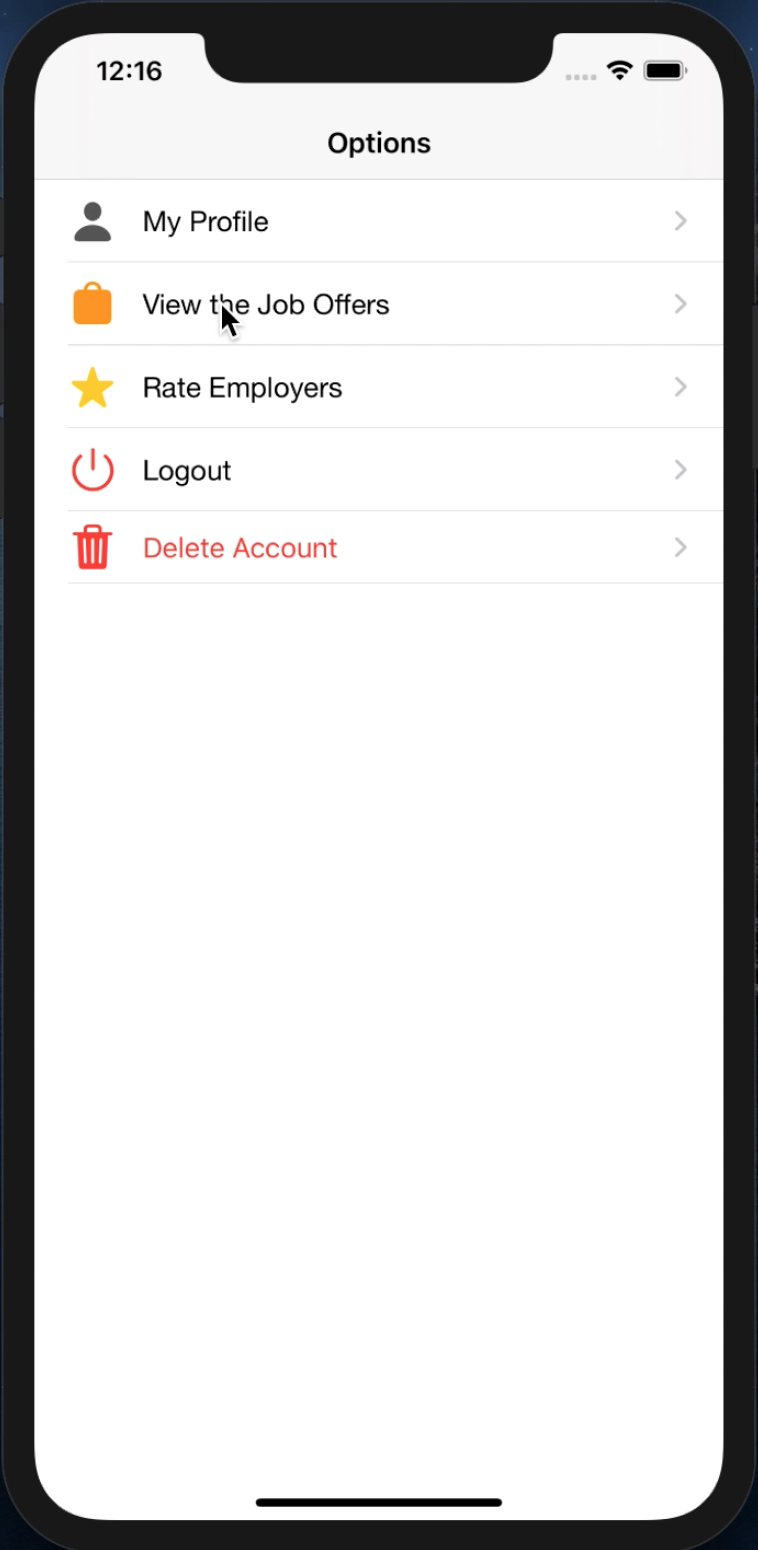 12:16
Options
My Profile
View the Job Offers
Rate Employers
Logout
Delete Account